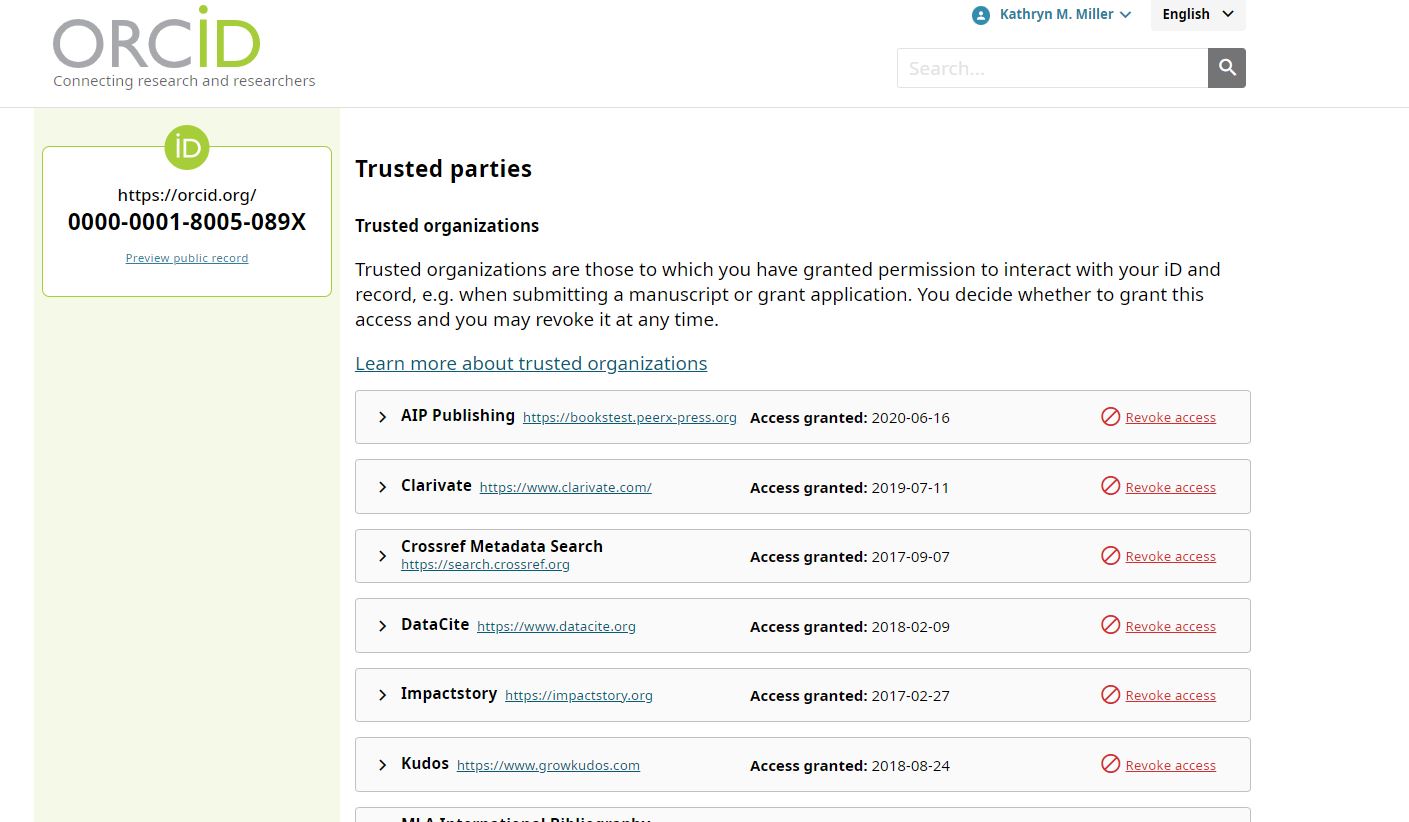 ORCID
Connecting research and researchers
Kathryn M. Miller
English
Search...
iD
https://orcid.org/
0000-0001-8005-089X
Preview public record
Trusted parties
Trusted organizations
Trusted organizations are those to which you have granted permission to interact with your iD and
record, e.g. when submitting a manuscript or grant application. You decide whether to grant this
access and you may revoke it at any time.
Learn more about trusted organizations
AIP Publishing https://bookstest.peerx-press.org Access granted: 2020-06-16 Revoke access
Clarivate https://www.clarivate.com/ Access granted: 2019-07-11 Revoke access
Crossref Metadata Search
https://search.crossref.org Access granted: 2017-09-07 Revoke access
DataCite https://www.datacite.org Access granted: 2018-02-09 Revoke access
Impactstory https://impactstory.org Access granted: 2017-02-27 Revoke access
Kudos https://www.growkudos.com Access granted: 2018-08-24 Revoke access
MLA International Bibliography